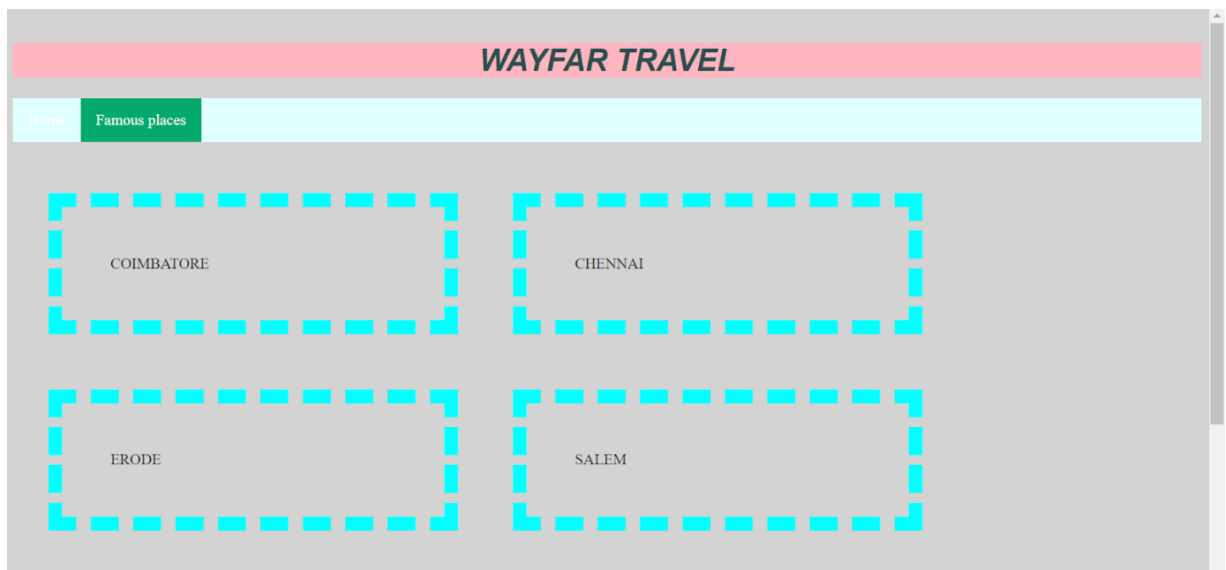 WAYFAR TRAVEL
Home Famous places
COIMBATORE CHENNAI
ERODE SALEM